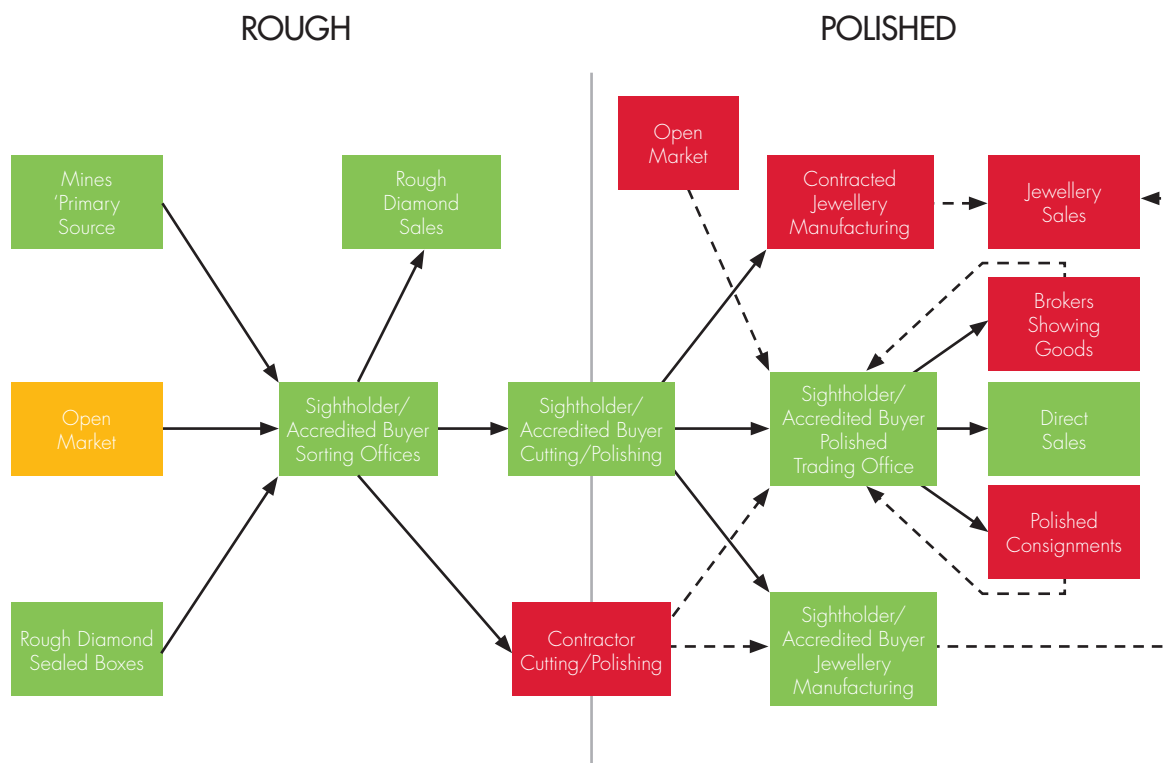 ROUGH
POLISHED
Open
Market
Mines
‘Primary
Source
Rough
Diamond
Sales
Contracted
Jewellery
Manufacturing
Jewellery
Sales
Brokers
Showing
Goods
Open
Market
Sightholder/
Accredited Buyer
Sorting Offices
Sightholder/
Accredited Buyer
Cutting/Polishing
Sightholder/
Accredited Buyer
Polished
Trading Office
Direct
Sales
Polished
Consignments
Rough Diamond
Sealed Boxes
Contractor
Cutting/Polishing
Sightholder/
Accredited Buyer
Jewellery
Manufacturing